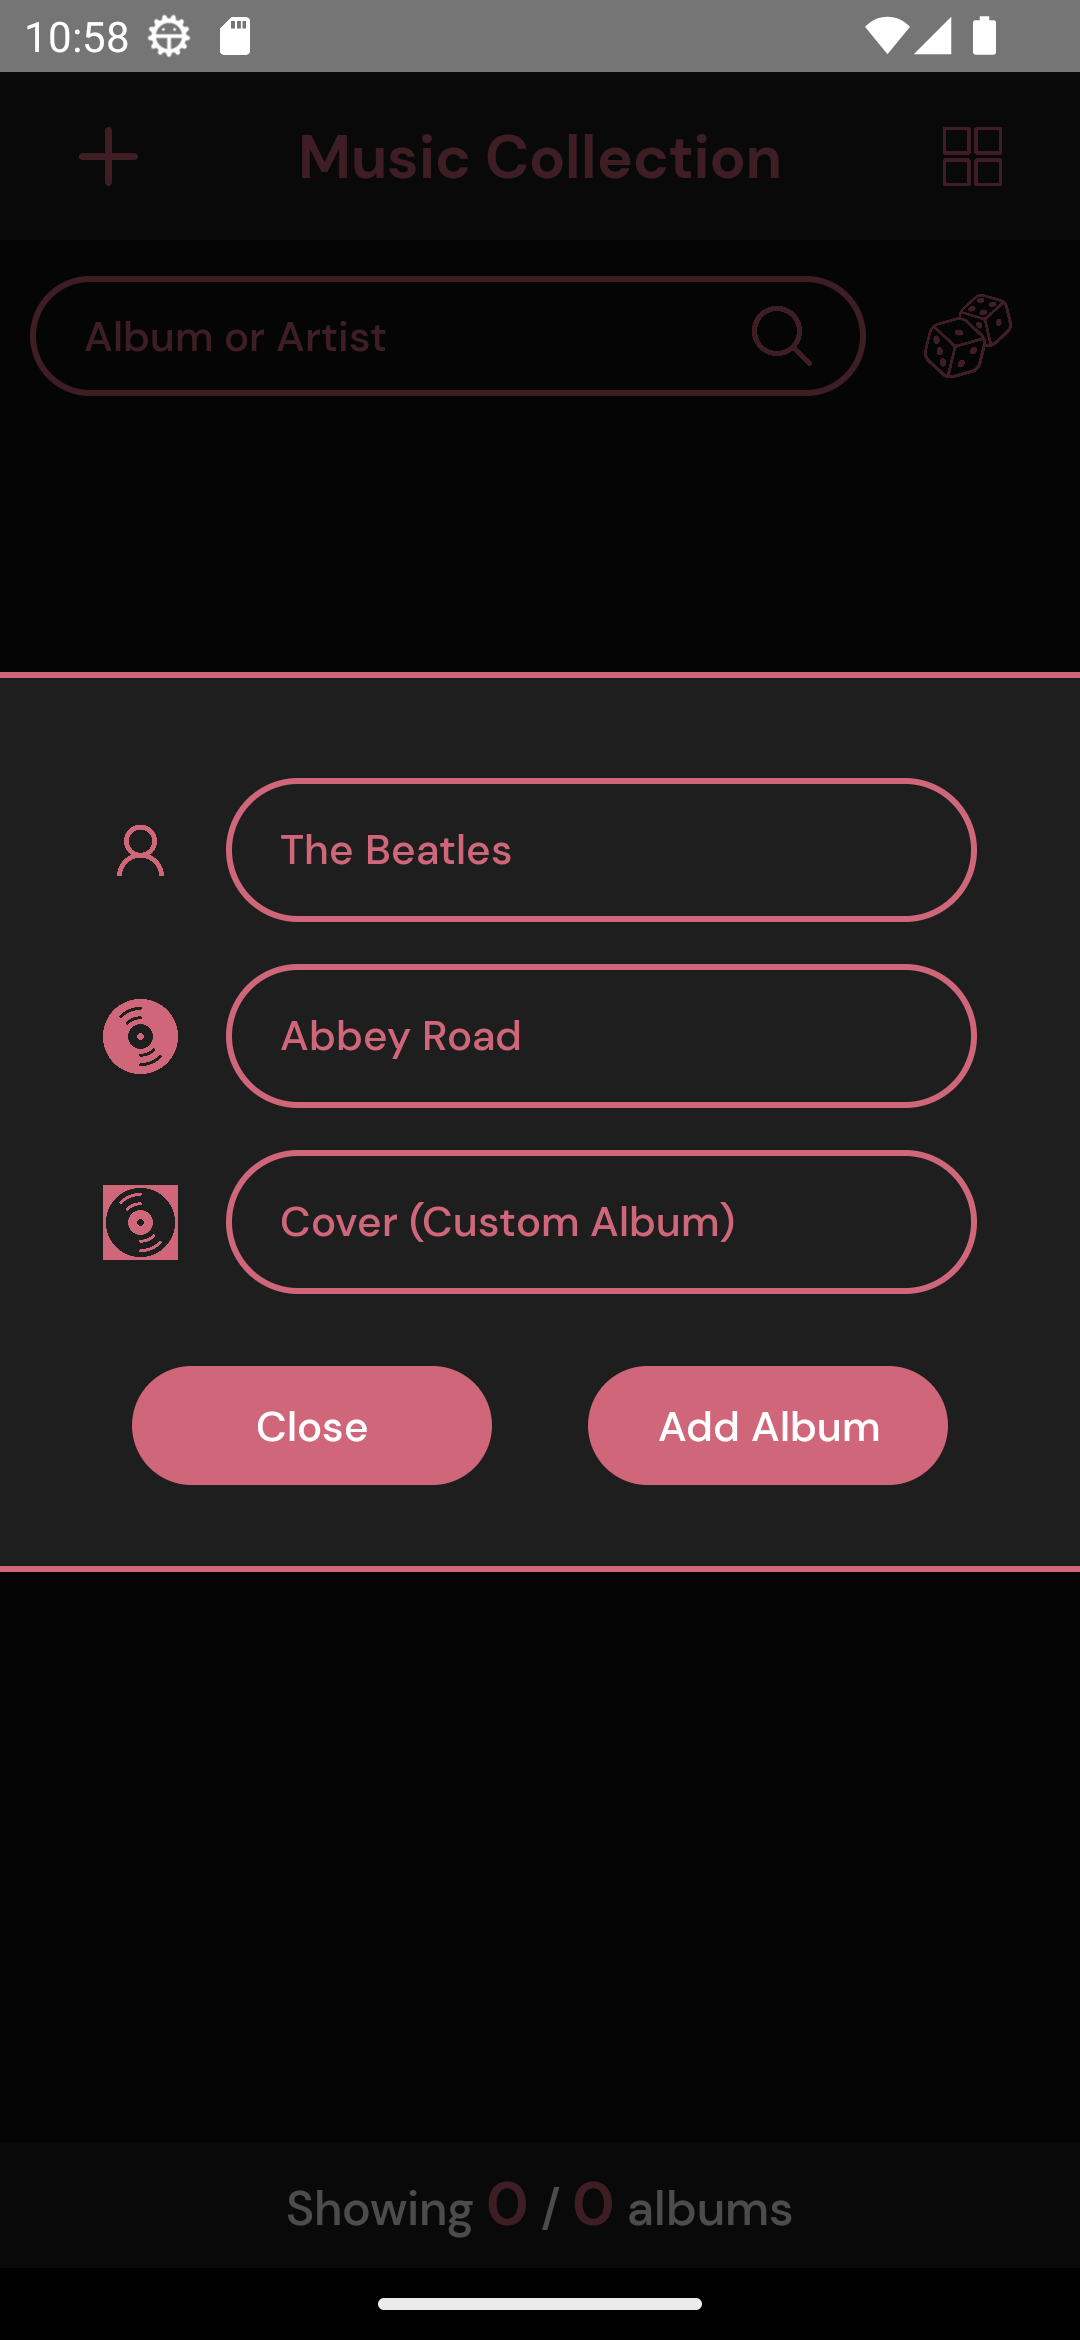 10:58
Music Collection
Album or Artist
The Beatles
Abbey Road
Cover (Custom Album)
Close
Add Album
Showing 0 / 0 albums